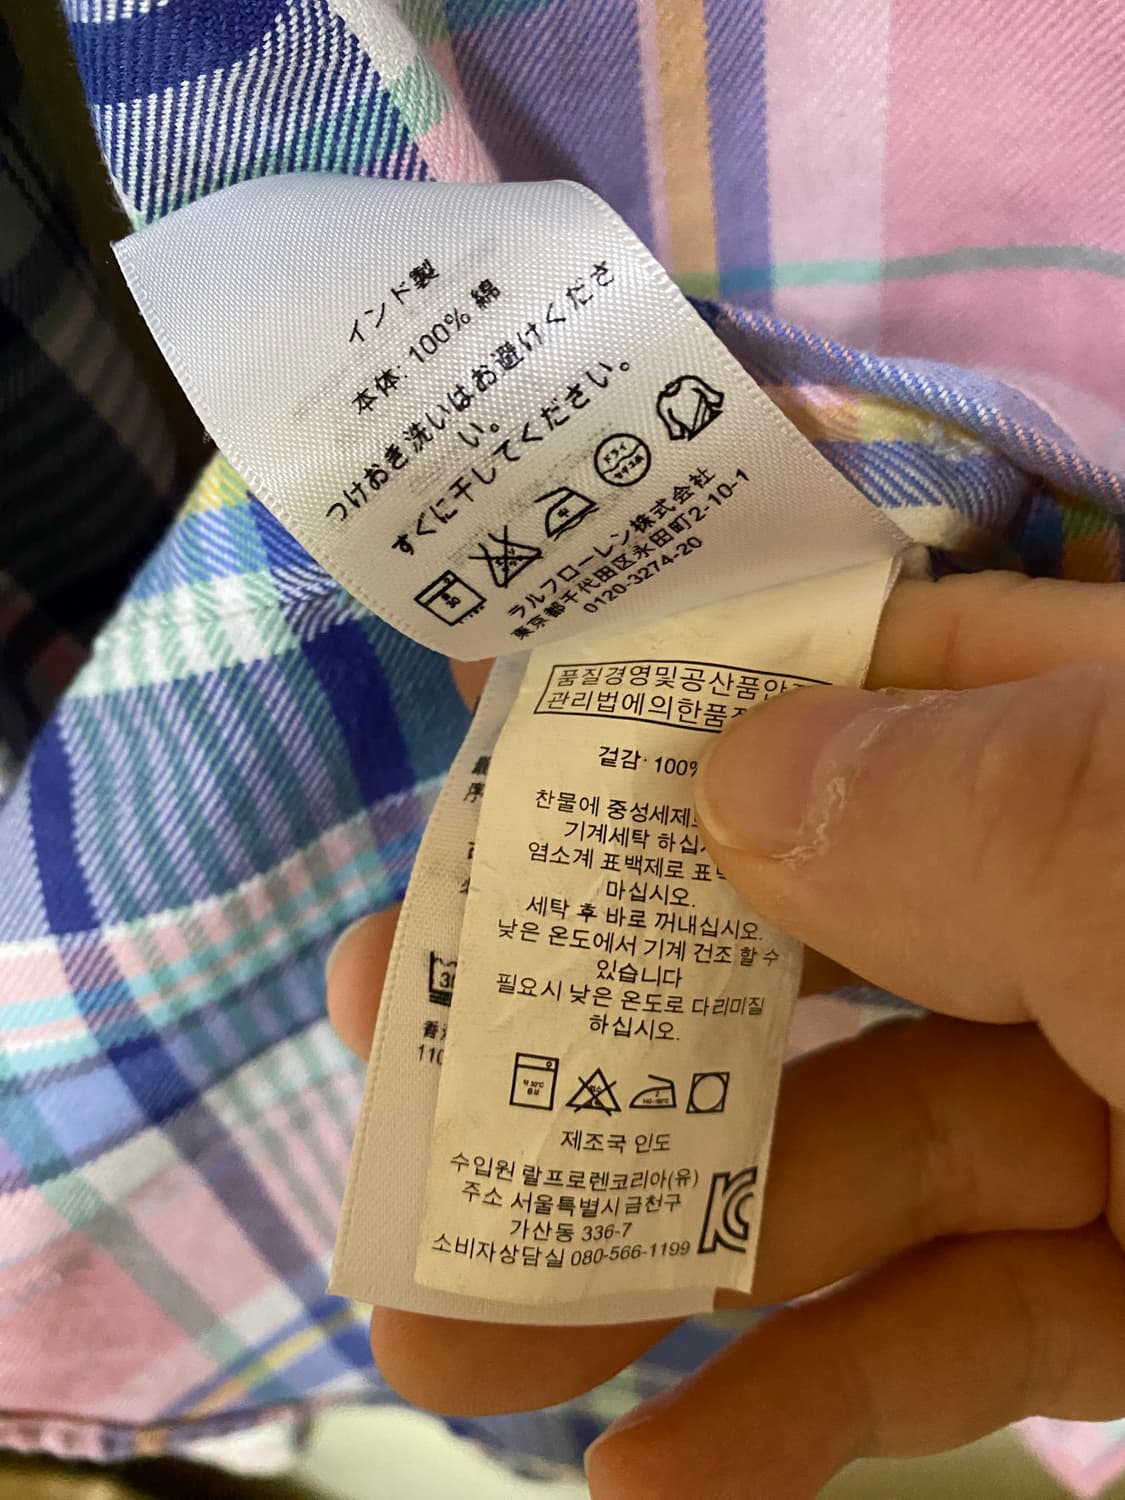 インド製
本体: 100% 綿
つけおき洗いはお避けくださ
い。
すぐに干してください。
ドライ
ラルフローレン株式会社
東京都千代田区永田町2-10-1
0120-3274-20
품질경영및공산품안
관리법에의한품
겉감: 100%
찬물에 중성세제
기계세탁 하십
염소계 표백제로 표
마십시오.
세탁 후 바로 꺼내십시오.
낮은 온도에서 기계 건조 할 수
있습니다
필요시 낮은 온도로 다리미질
하십시오.
제조국 인도
수입원 랄프로렌코리아(유)
주소 서울특별시 금천구
가산동 336-7
소비자상담실 080-566-1199
序
30
香
110